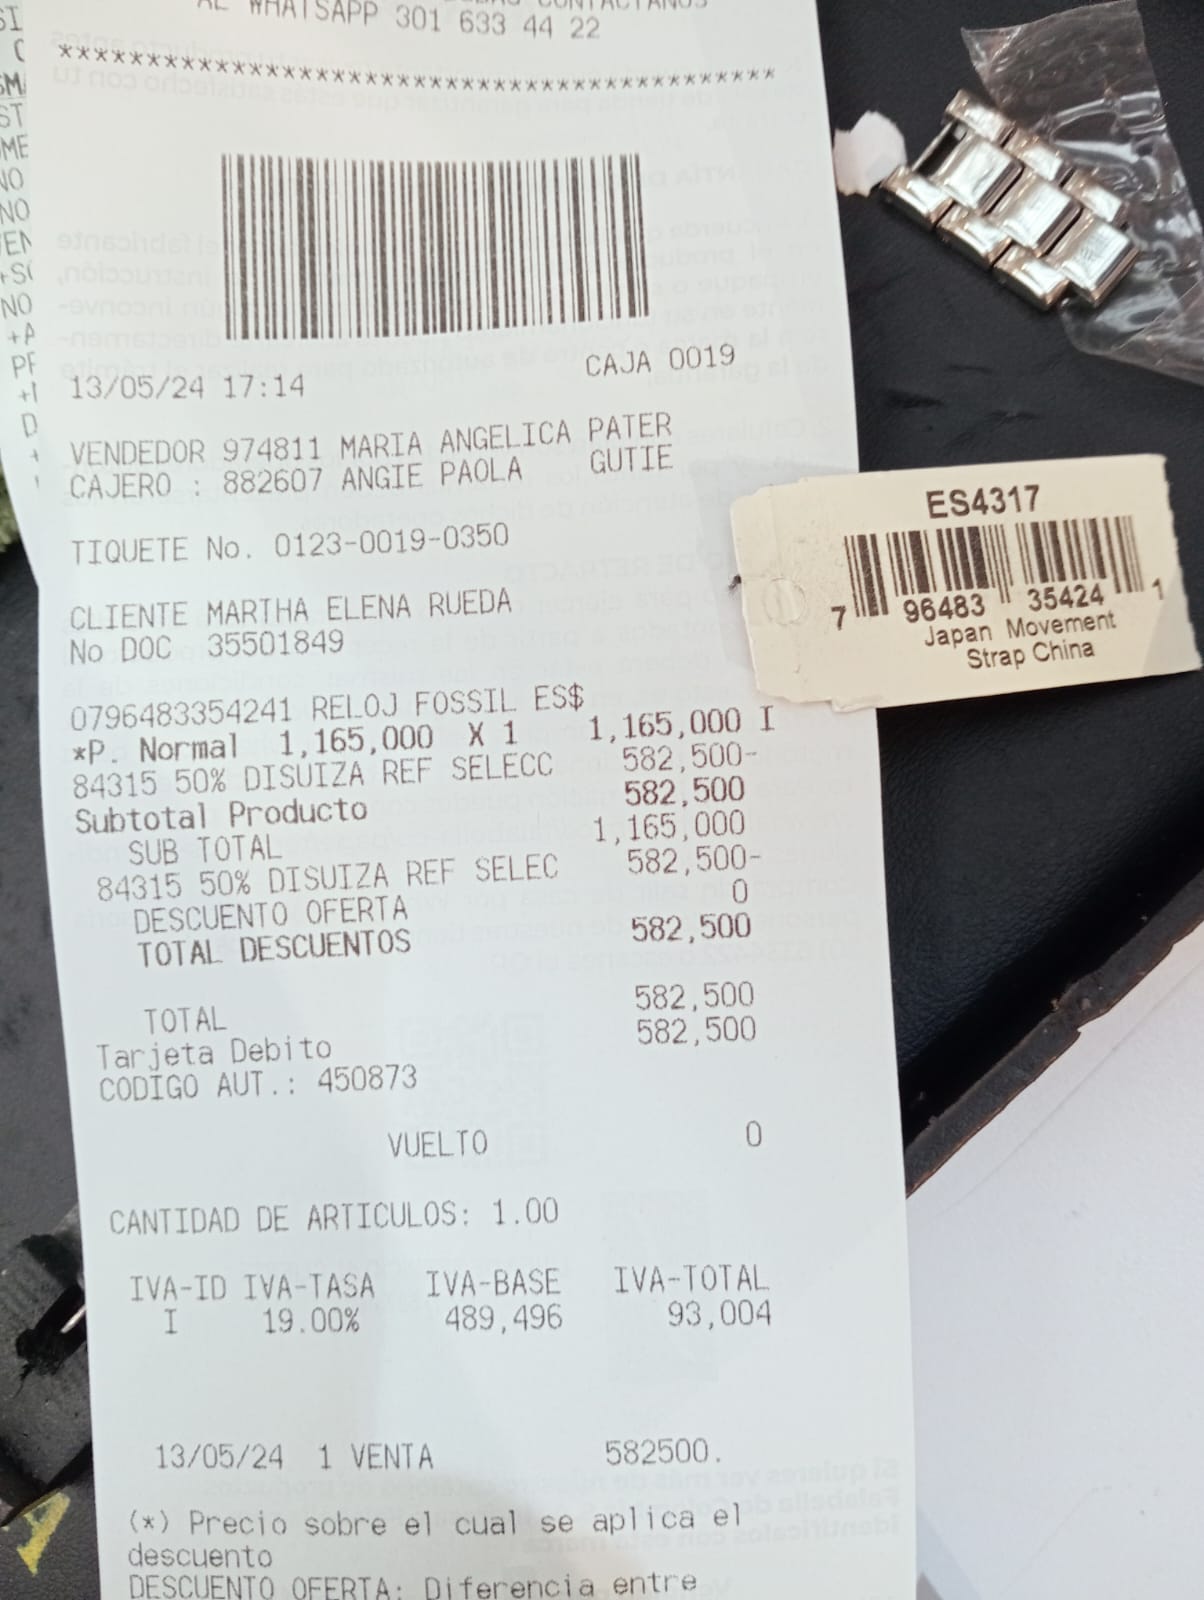 AL WHATSAPP 301 633 44 22
****************************************
13/05/24 17:14 CAJA 0019
VENDEDOR 974811 MARIA ANGELICA PATER
CAJERO : 882607 ANGIE PAOLA GUTIE
TIQUETE No. 0123-0019-0350
CLIENTE MARTHA ELENA RUEDA
No DOC 35501849
0796483354241 RELOJ FOSSIL ES$
*P. Normal 1,165,000 X 1 1,165,000 I
84315 50% DISUIZA REF SELECC 582,500-
Subtotal Producto 582,500
SUB TOTAL 1,165,000
84315 50% DISUIZA REF SELEC 582,500-
DESCUENTO OFERTA 0
TOTAL DESCUENTOS 582,500
TOTAL 582,500
Tarjeta Debito 582,500
CODIGO AUT.: 450873
VUELTO 0
CANTIDAD DE ARTICULOS: 1.00
IVA-ID IVA-TASA IVA-BASE IVA-TOTAL
I 19.00% 489,496 93,004
13/05/24 1 VENTA 582500.
(*) Precio sobre el cual se aplica el
descuento
DESCUENTO OFERTA: Diferencia entre
ES4317
7 96483 35424 1
Japan Movement
Strap China